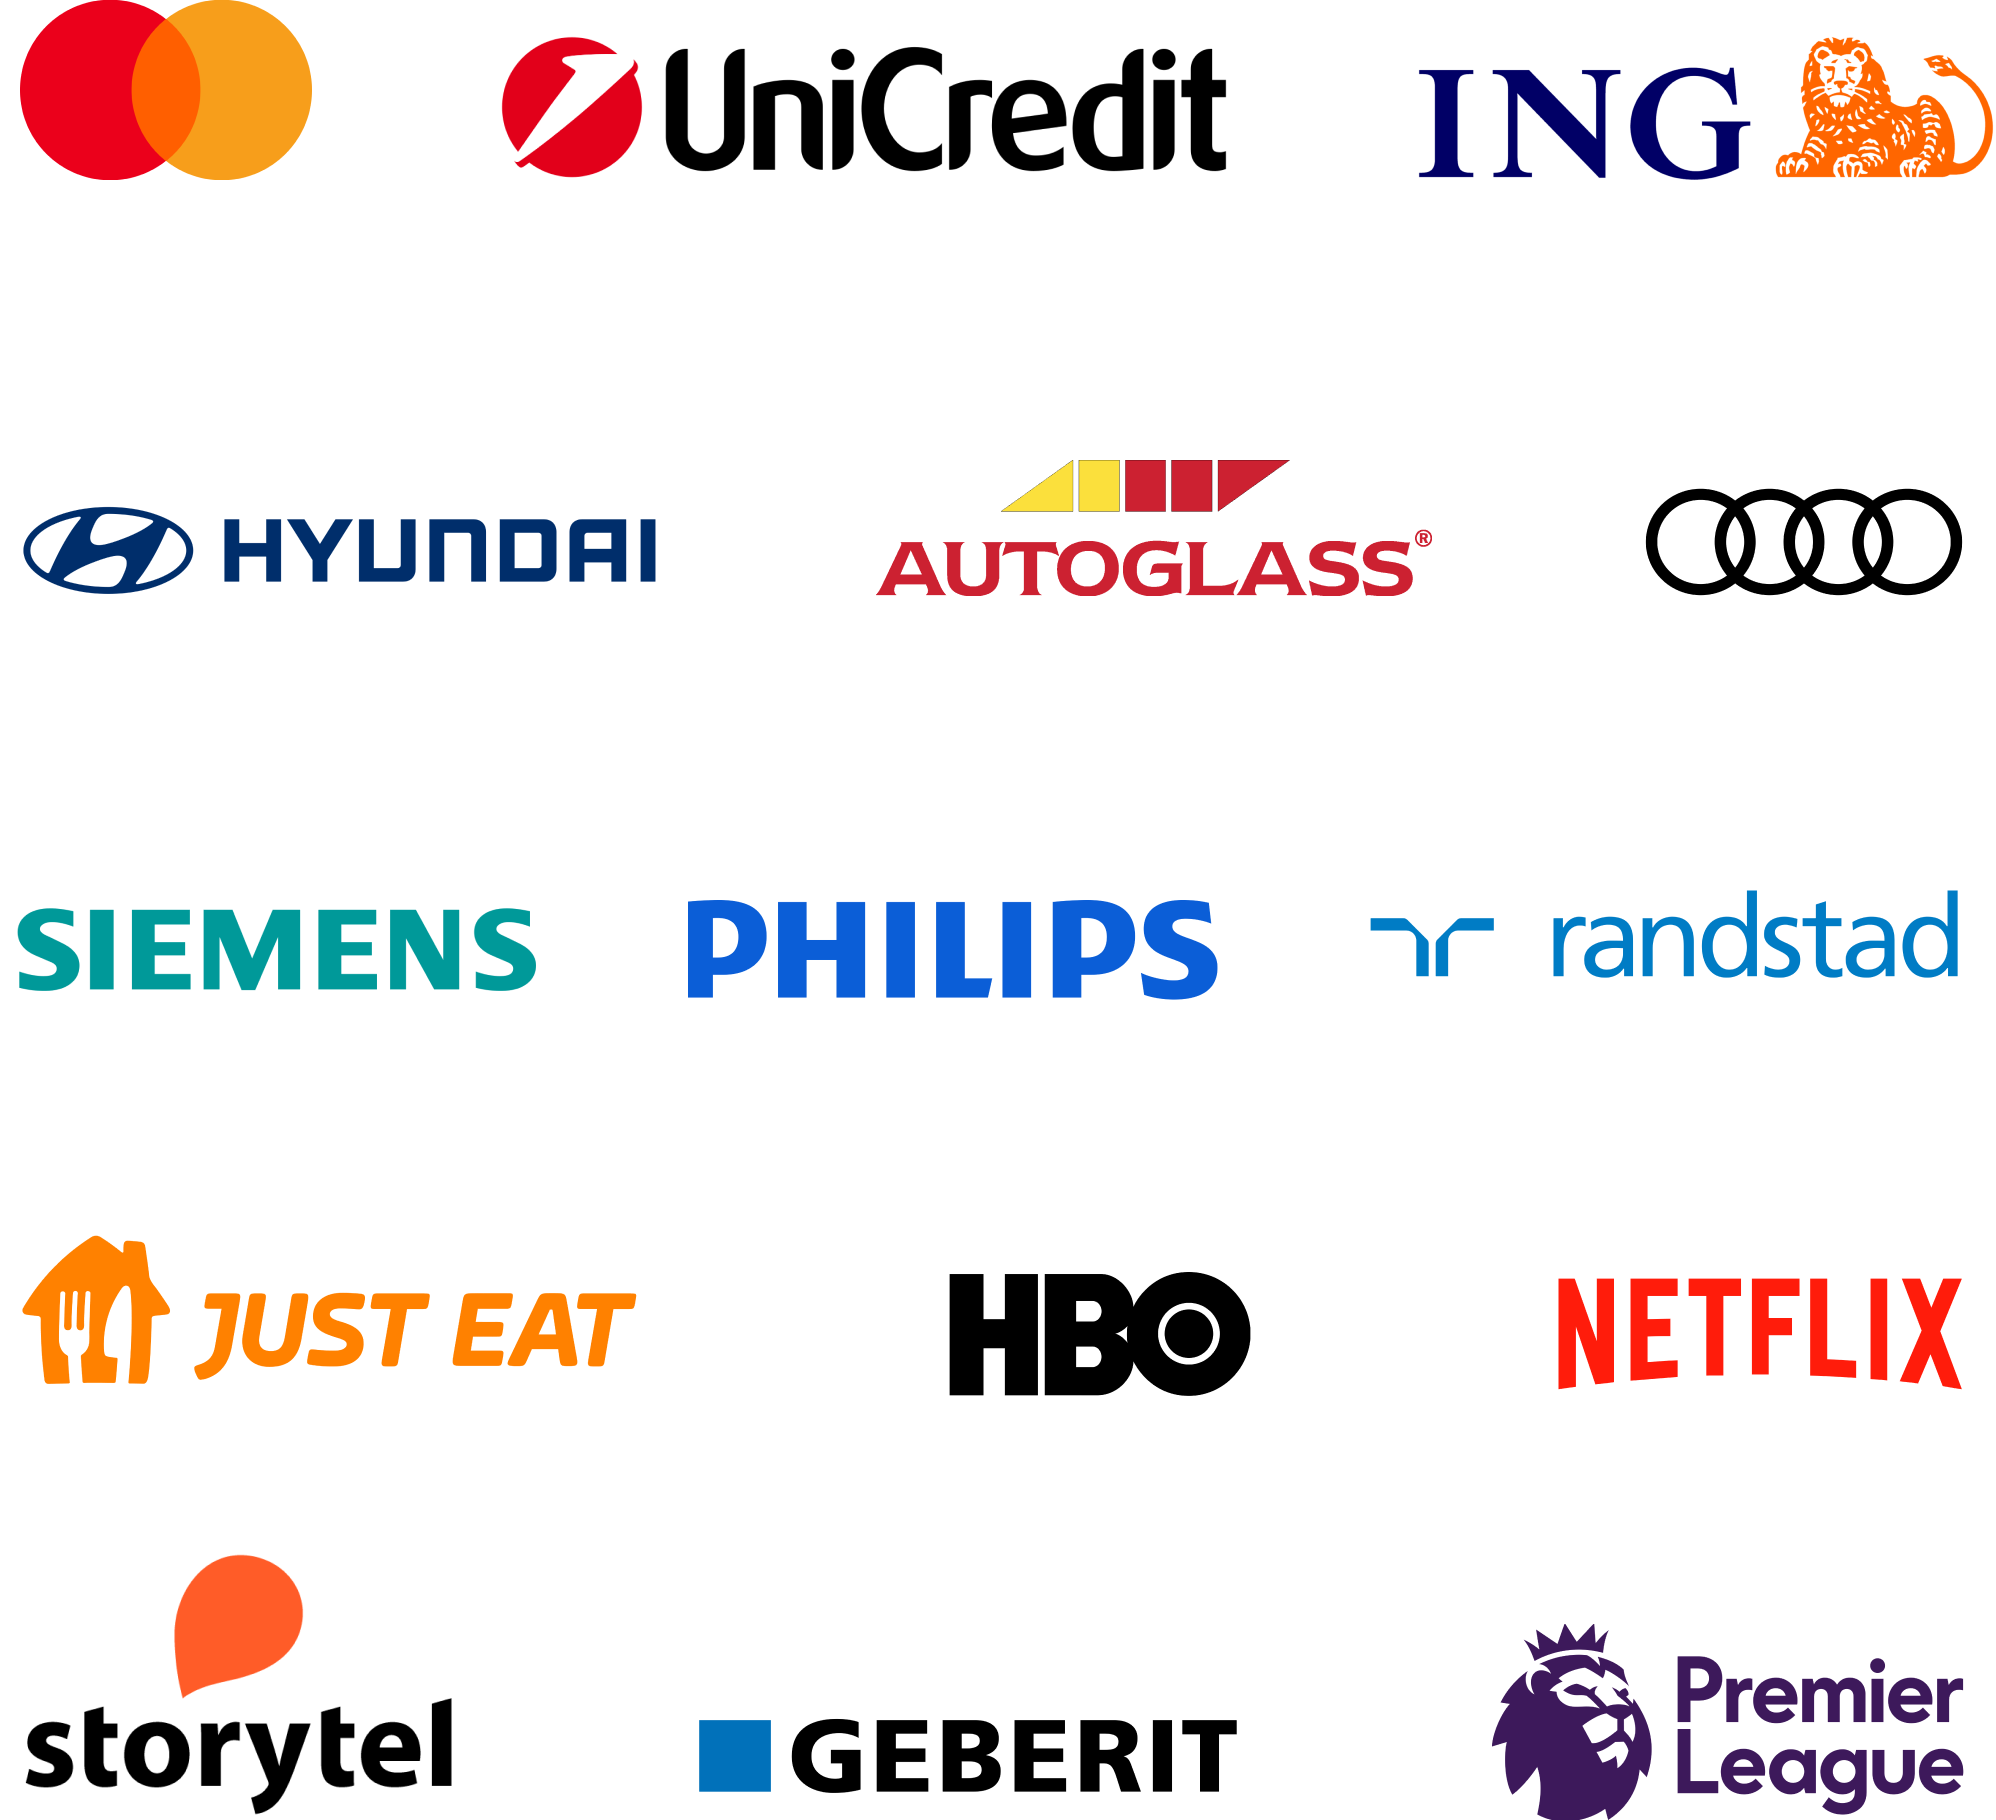 UniCredit
ING
HYUNDAI
AUTOGLASS®
SIEMENS
PHILIPS
randstad
JUST EAT
HBO
NETFLIX
storytel
GEBERIT
Premier
League